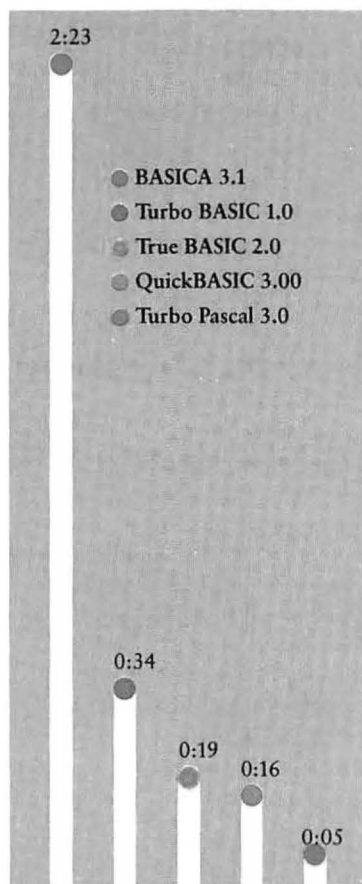 2:23
BASICA 3.1
Turbo BASIC 1.0
True BASIC 2.0
QuickBASIC 3.00
Turbo Pascal 3.0
0:34
0:19
0:16
0:05